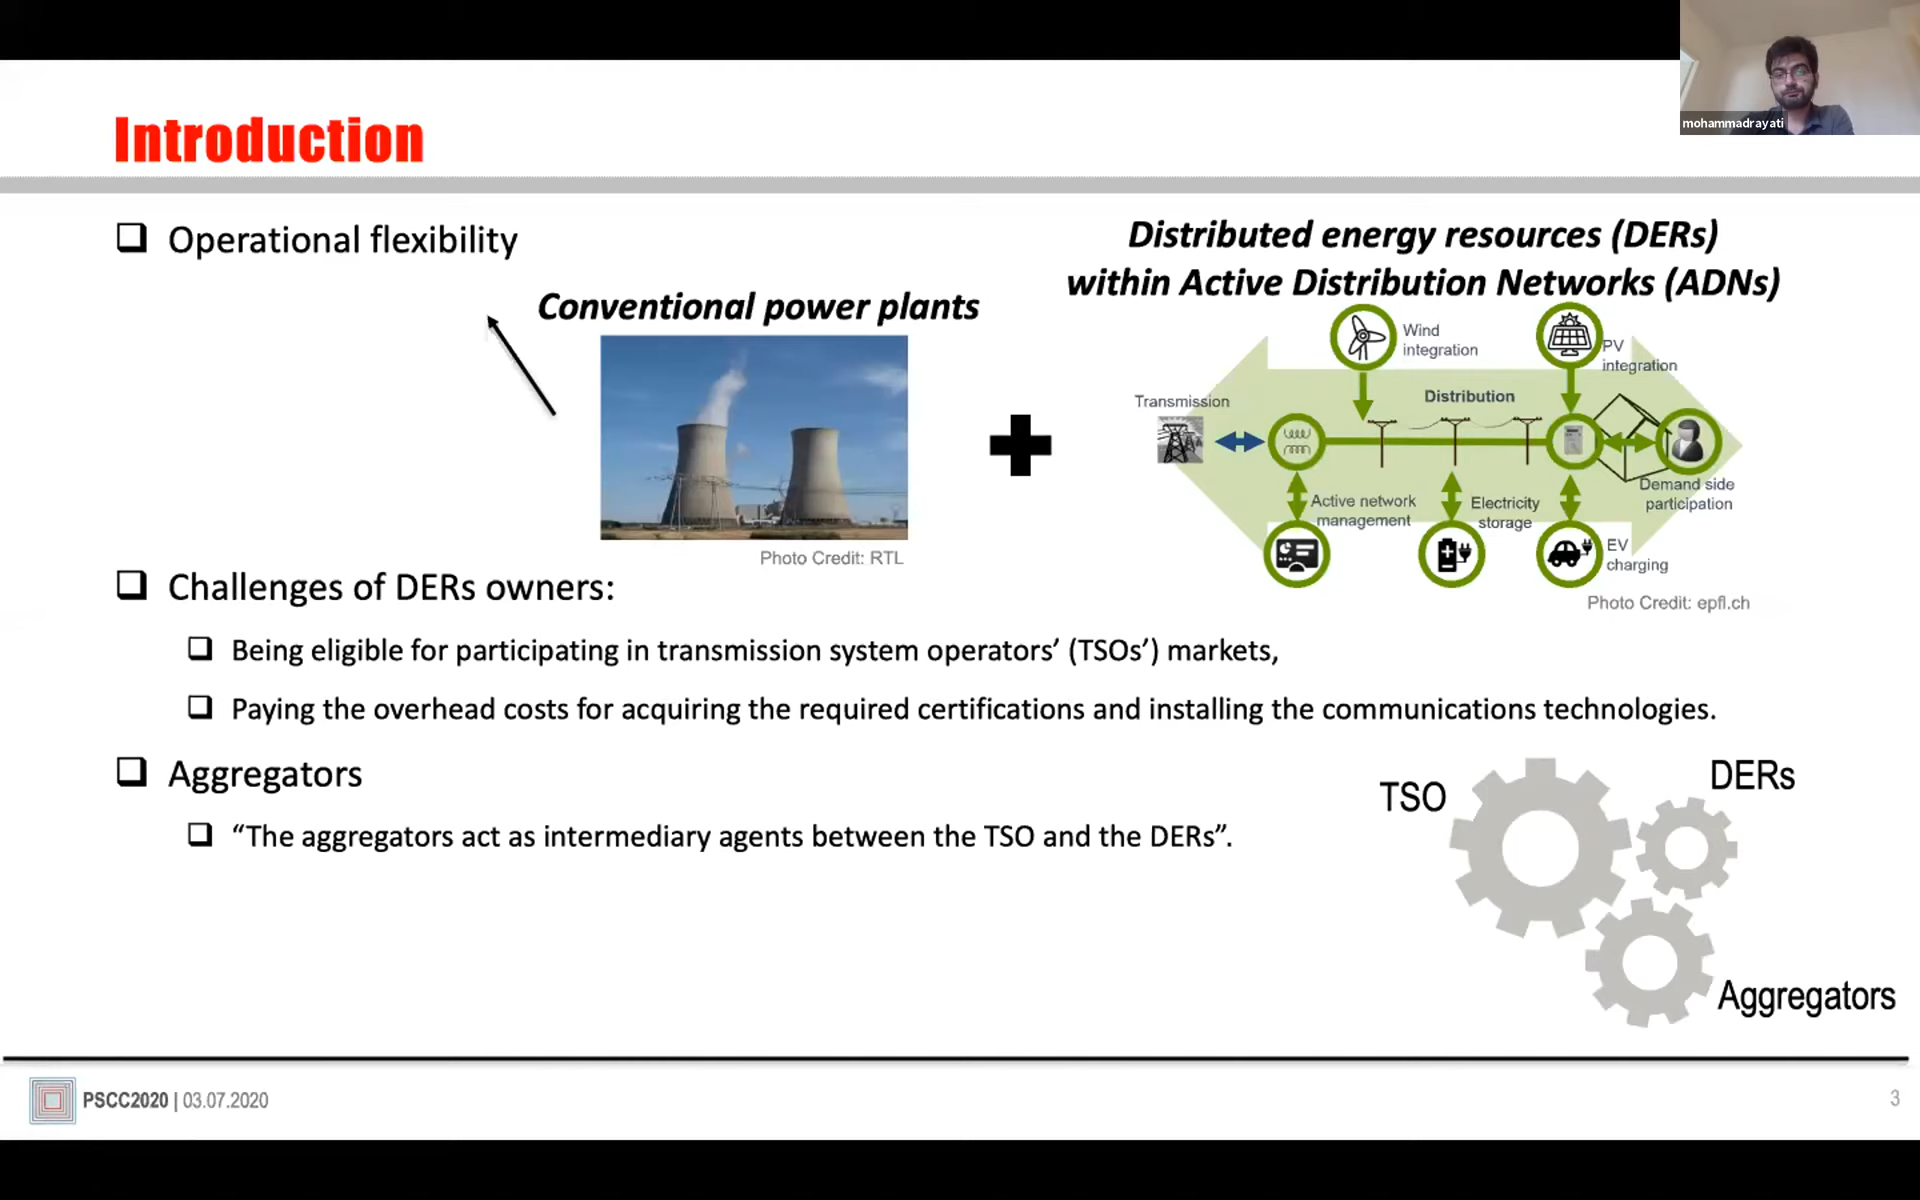 mohammadrayati
Introduction
Operational flexibility
Conventional power plants
Photo Credit: RTL
Distributed energy resources (DERs)
within Active Distribution Networks (ADNs)
Wind
integration
PV
integration
Transmission
Distribution
Active network
management
Electricity
storage
Demand side
participation
EV
charging
Photo Credit: epfl.ch
Challenges of DERs owners:
Being eligible for participating in transmission system operators’ (TSOs’) markets,
Paying the overhead costs for acquiring the required certifications and installing the communications technologies.
Aggregators
“The aggregators act as intermediary agents between the TSO and the DERs”.
TSO
DERs
Aggregators
PSCC2020 | 03.07.2020
3